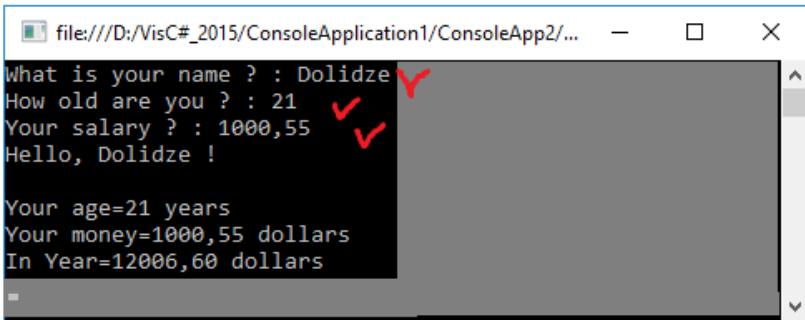 file:///D:/VisC#_2015/ConsoleApplication1/ConsoleApp2/...
What is your name ? : Dolidze
How old are you ? : 21
Your salary ? : 1000,55
Hello, Dolidze !
Your age=21 years
Your money=1000,55 dollars
In Year=12006,60 dollars